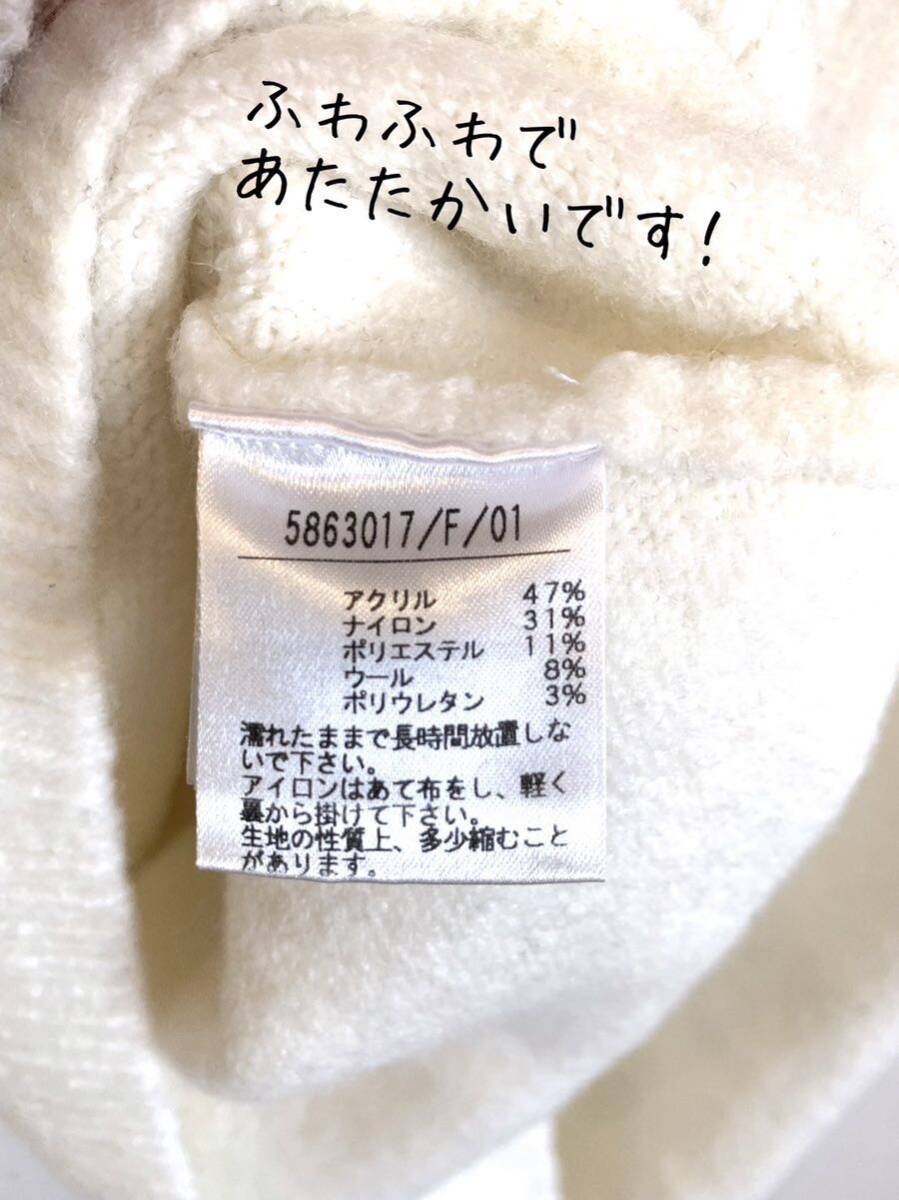 ふわふわで
あたたかいです!
5863017/F/01
アクリル 47%
ナイロン 31%
ポリエステル 11%
ウール 8%
ポリウレタン 3%
濡れたままで長時間放置しな
いで下さい。
アイロンはあて布をし、軽く
裏から掛けて下さい。
生地の性質上、多少縮むこと
があります。